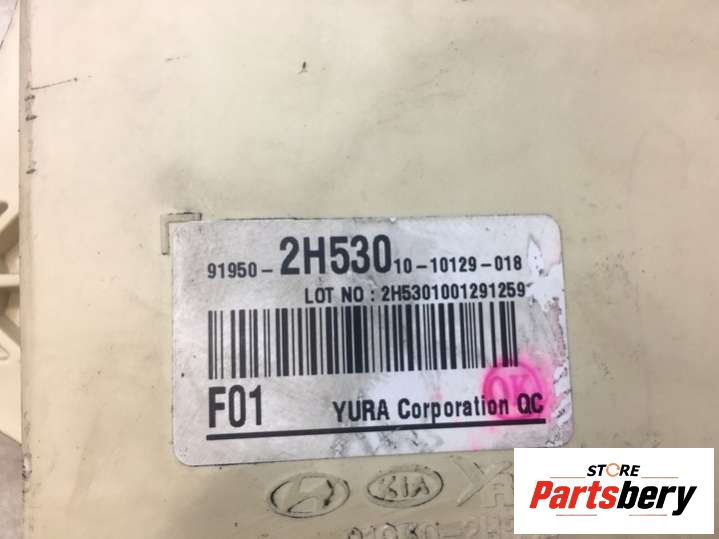 91950- 2H530 10-10129-018
LOT NO : 2H5301001291259
F01 YURA Corporation QC
OK
KIA
STORE
Partsbery